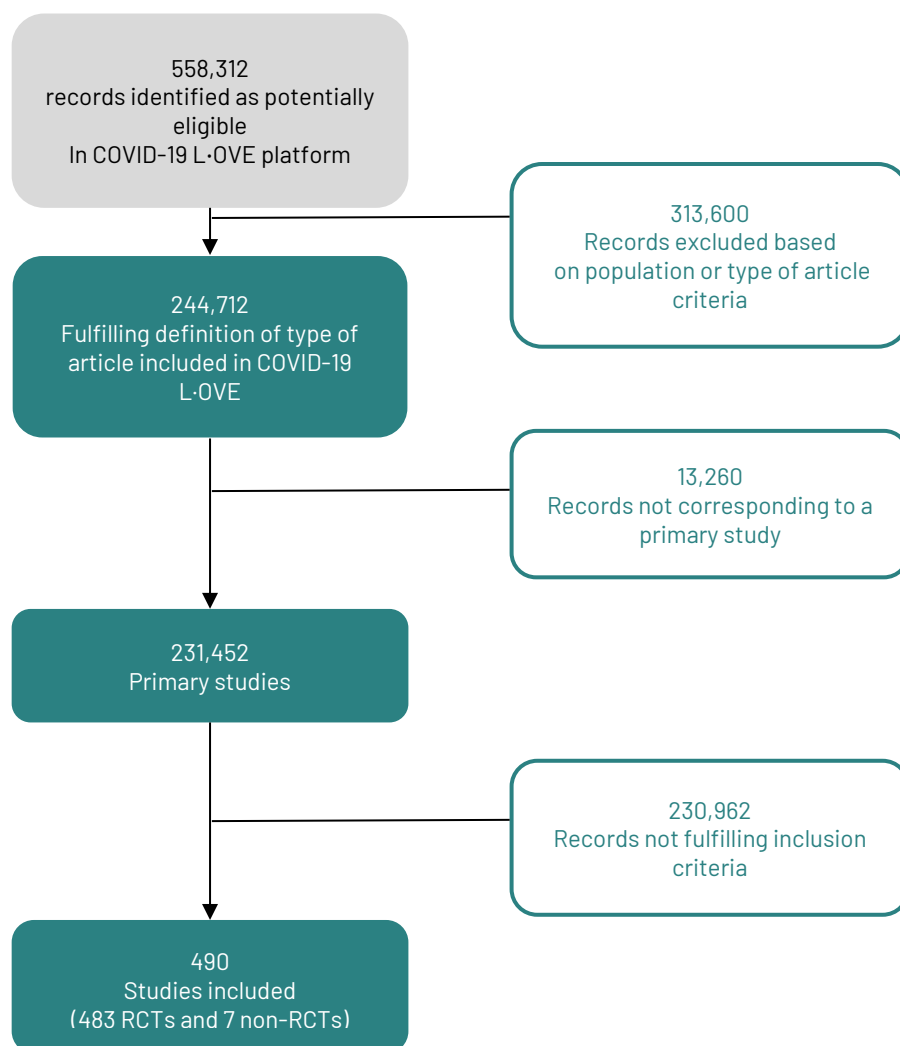 558,312
records identified as potentially
eligible
In COVID-19 L·OVE platform
313,600
Records excluded based
on population or type of article
criteria
244,712
Fulfilling definition of type of
article included in COVID-19
L·OVE
13,260
Records not corresponding to a
primary study
231,452
Primary studies
230,962
Records not fulfilling inclusion
criteria
490
Studies included
(483 RCTs and 7 non-RCTs)